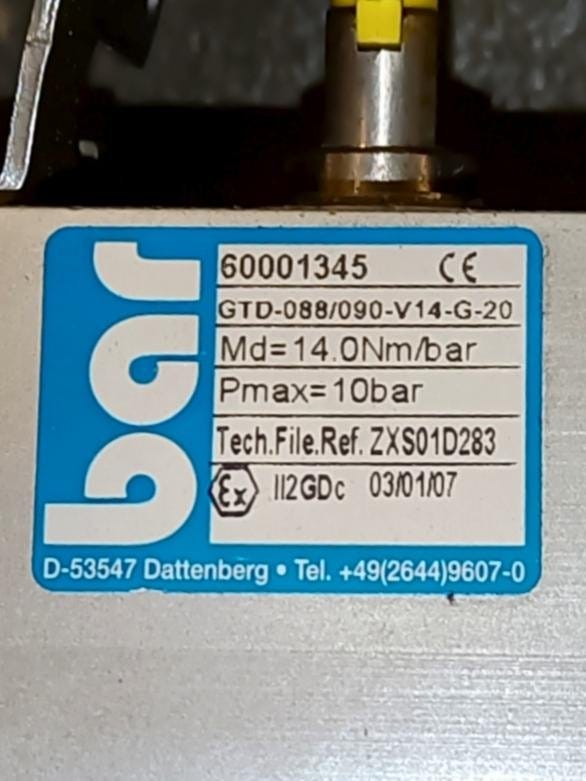 bar
60001345 CE
GTD-088/090-V14-G-20
Md=14.0Nm/bar
Pmax=10bar
Tech.File.Ref. ZXS01D283
Ex II2GDc 03/01/07
D-53547 Dattenberg • Tel. +49(2644)9607-0